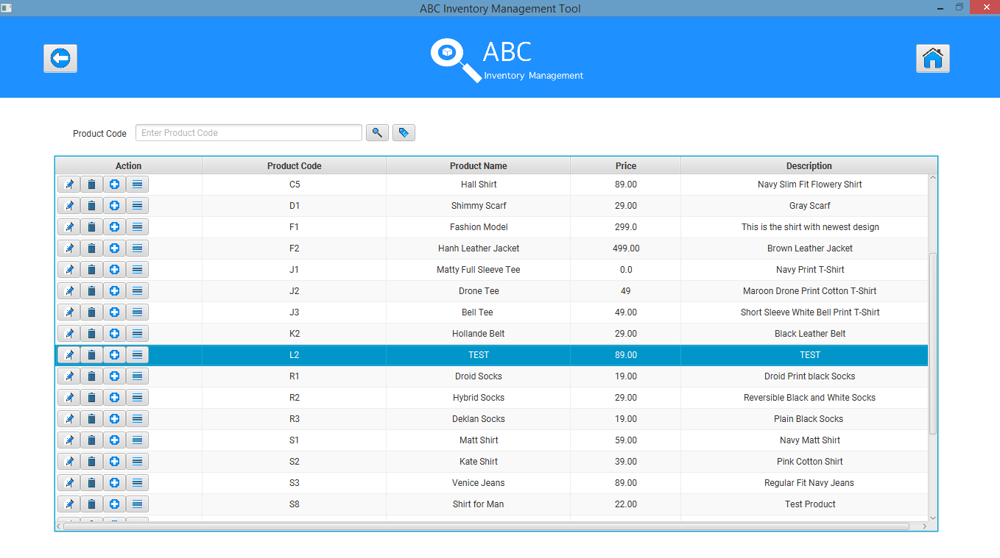 ABC Inventory Management Tool
ABC
Inventory Management
Product Code Enter Product Code
Action Product Code Product Name Price Description
C5 Hall Shirt 89.00 Navy Slim Fit Flowery Shirt
D1 Shimmy Scarf 29.00 Gray Scarf
F1 Fashion Model 299.0 This is the shirt with newest design
F2 Hanh Leather Jacket 499.00 Brown Leather Jacket
J1 Matty Full Sleeve Tee 0.0 Navy Print T-Shirt
J2 Drone Tee 49 Maroon Drone Print Cotton T-Shirt
J3 Bell Tee 49.00 Short Sleeve White Bell Print T-Shirt
K2 Hollande Belt 29.00 Black Leather Belt
L2 TEST 89.00 TEST
R1 Droid Socks 19.00 Droid Print black Socks
R2 Hybrid Socks 29.00 Reversible Black and White Socks
R3 Deklan Socks 19.00 Plain Black Socks
S1 Matt Shirt 59.00 Navy Matt Shirt
S2 Kate Shirt 39.00 Pink Cotton Shirt
S3 Venice Jeans 89.00 Regular Fit Navy Jeans
S8 Shirt for Man 22.00 Test Product